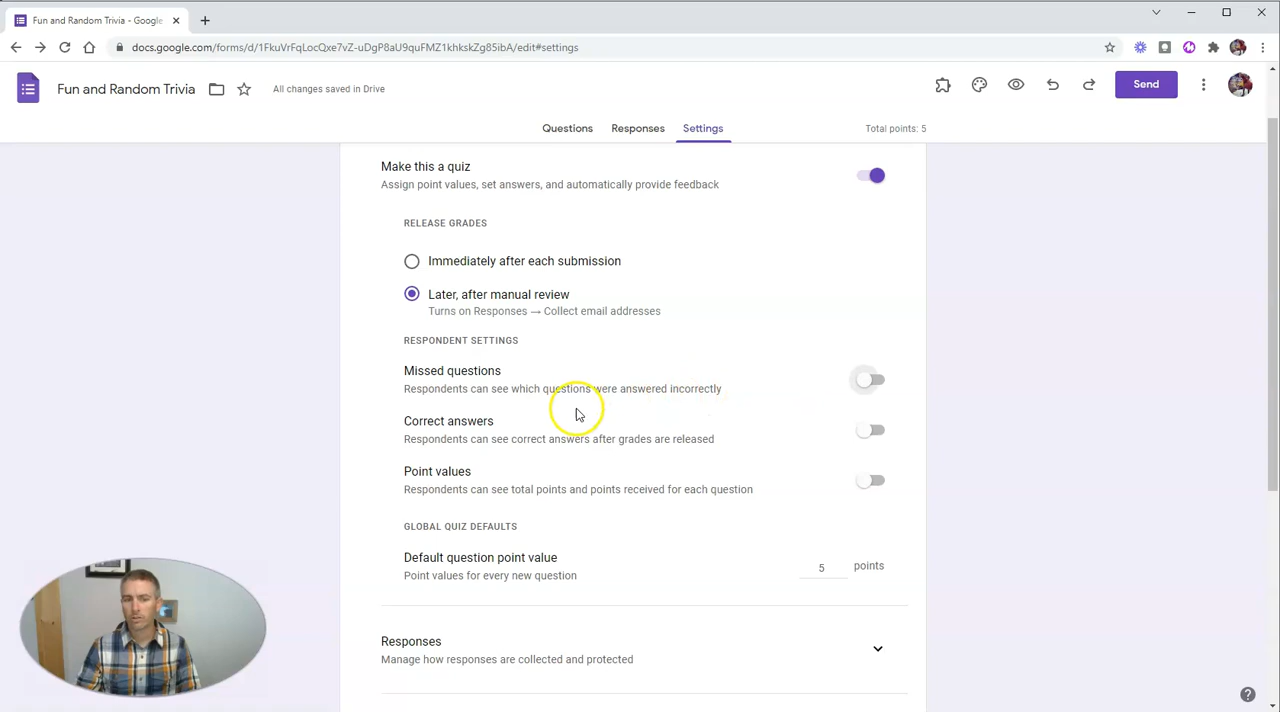 Fun and Random Trivia - Google
docs.google.com/forms/d/1FkuVrFqLocQxe7vZ-uDgP8aU9quFMZ1khkskZg85ibA/edit#settings
Fun and Random Trivia
All changes saved in Drive
Send
Questions
Responses
Settings
Total points: 5
Make this a quiz
Assign point values, set answers, and automatically provide feedback
RELEASE GRADES
Immediately after each submission
Later, after manual review
Turns on Responses → Collect email addresses
RESPONDENT SETTINGS
Missed questions
Respondents can see which questions were answered incorrectly
Correct answers
Respondents can see correct answers after grades are released
Point values
Respondents can see total points and points received for each question
GLOBAL QUIZ DEFAULTS
Default question point value
Point values for every new question
5 points
Responses
Manage how responses are collected and protected